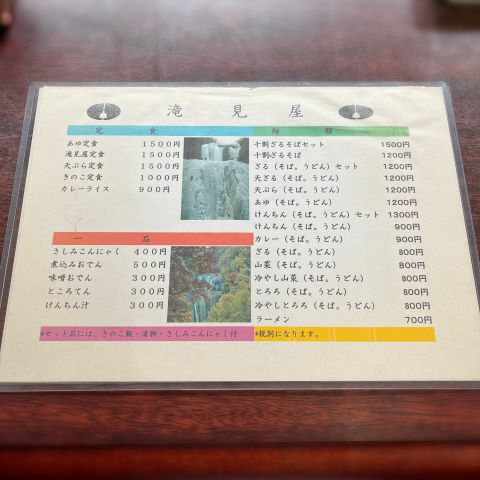 滝見屋
定食
あゆ定食 1500円
滝見屋定食 1500円
天ぷら定食 1500円
きのこ定食 1000円
カレーライス 900円
一品
さしみこんにゃく 400円
煮込みおでん 500円
味噌おでん 300円
ところてん 300円
けんちん汁 300円
*セット品には、きのこ飯・漬物・さしみこんにゃく付
麺類
十割ざるそばセット 1500円
十割ざるそば 1200円
ざる（そば。うどん）セット 1200円
天ざる（そば。うどん） 1200円
天ぷら（そば。うどん） 1200円
あゆ（そば。うどん） 1200円
けんちん（そば。うどん）セット 1300円
けんちん（そば。うどん） 900円
カレー（そば。うどん） 900円
ざる（そば。うどん） 800円
山菜（そば。うどん） 800円
冷やし山菜（そば。うどん） 800円
とろろ（そば。うどん） 800円
冷やしとろろ（そば。うどん） 800円
ラーメン 700円
*税別になります。